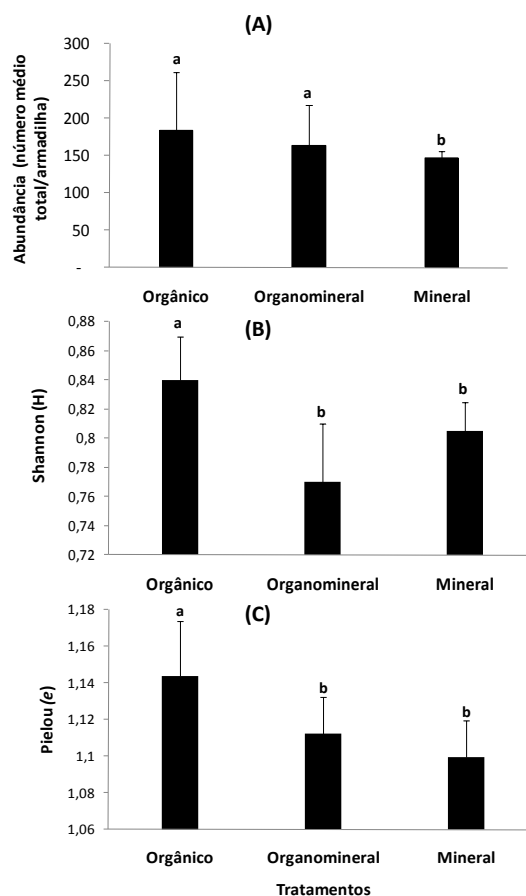 (A)
Abundância (número médio
total/armadilha)
300
250
200
150
100
50
-
a
a
b
Orgânico
Organomineral
Mineral
(B)
Shannon (H)
0,88
0,86
0,84
0,82
0,8
0,78
0,76
0,74
0,72
a
b
b
Orgânico
Organomineral
Mineral
(C)
Pielou (e)
1,18
1,16
1,14
1,12
1,1
1,08
1,06
a
b
b
Orgânico
Organomineral
Mineral
Tratamentos